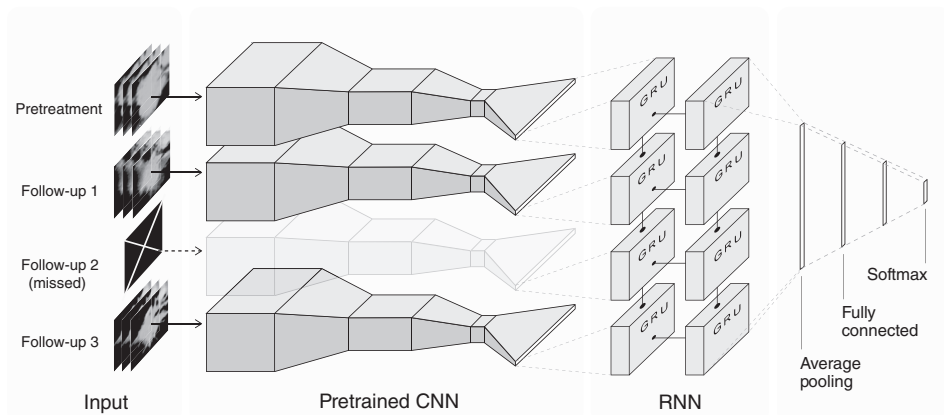 Pretreatment
Follow-up 1
Follow-up 2
(missed)
Follow-up 3
Input
Pretrained CNN
GRU
GRU
GRU
GRU
GRU
GRU
GRU
GRU
RNN
Softmax
Fully
connected
Average
pooling